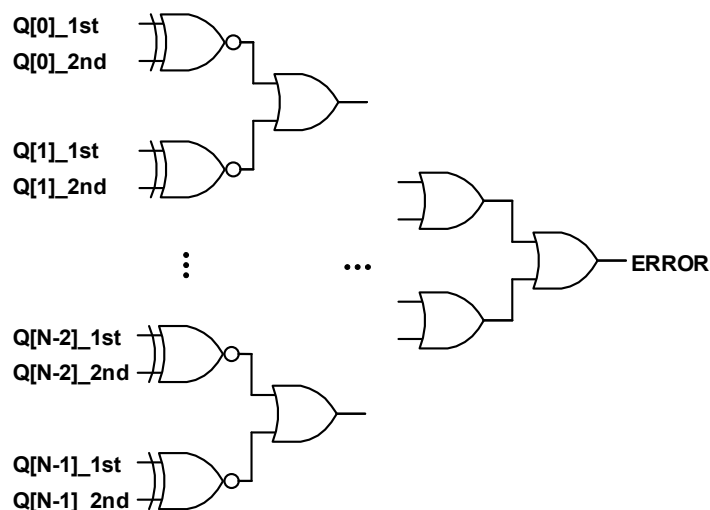 Q[0]_1st
Q[0]_2nd
Q[1]_1st
Q[1]_2nd
ERROR
Q[N-2]_1st
Q[N-2]_2nd
Q[N-1]_1st
Q[N-1]_2nd